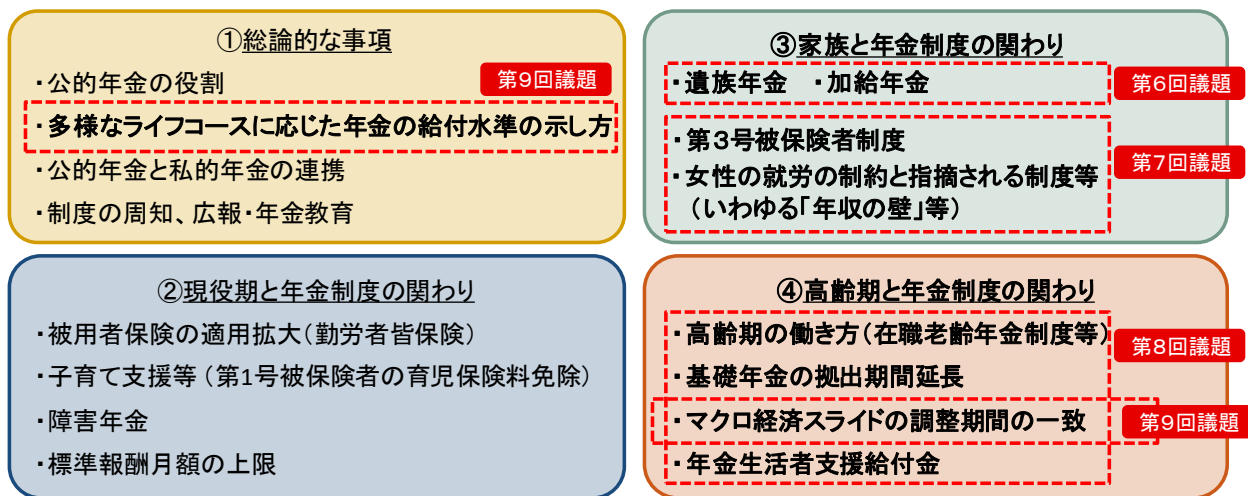 ①総論的な事項
・公的年金の役割
第9回議題
・多様なライフコースに応じた年金の給付水準の示し方
・公的年金と私的年金の連携
・制度の周知、広報・年金教育
③家族と年金制度の関わり
・遺族年金 ・加給年金
第6回議題
・第3号被保険者制度
・女性の就労の制約と指摘される制度等
(いわゆる「年収の壁」等)
第7回議題
②現役期と年金制度の関わり
・被用者保険の適用拡大(勤労者皆保険)
・子育て支援等 (第1号被保険者の育児保険料免除)
・障害年金
・標準報酬月額の上限
④高齢期と年金制度の関わり
・高齢期の働き方(在職老齢年金制度等)
第8回議題
・基礎年金の拠出期間延長
・マクロ経済スライドの調整期間の一致
第9回議題
・年金生活者支援給付金